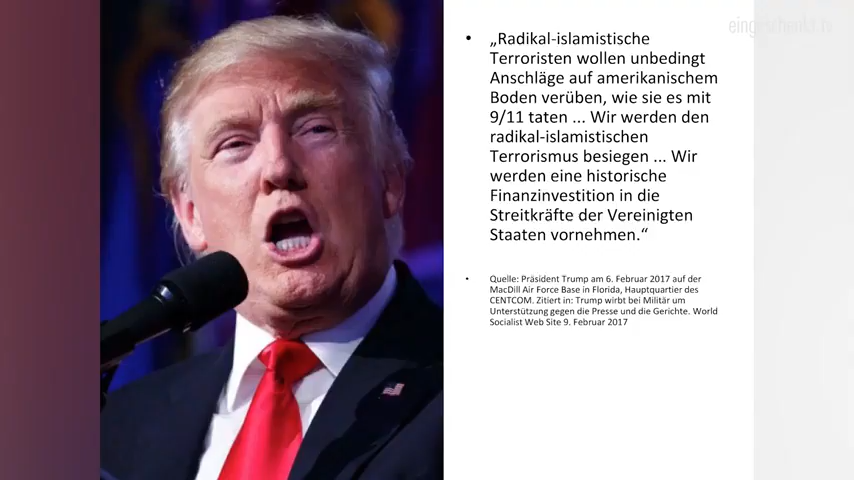 eingeschenkt.tv
• „Radikal-islamistische
Terroristen wollen unbedingt
Anschläge auf amerikanischem
Boden verüben, wie sie es mit
9/11 taten ... Wir werden den
radikal-islamistischen
Terrorismus besiegen ... Wir
werden eine historische
Finanzinvestition in die
Streitkräfte der Vereinigten
Staaten vornehmen.“
• Quelle: Präsident Trump am 6. Februar 2017 auf der
MacDill Air Force Base in Florida, Hauptquartier des
CENTCOM. Zitiert in: Trump wirbt bei Militär um
Unterstützung gegen die Presse und die Gerichte. World
Socialist Web Site 9. Februar 2017